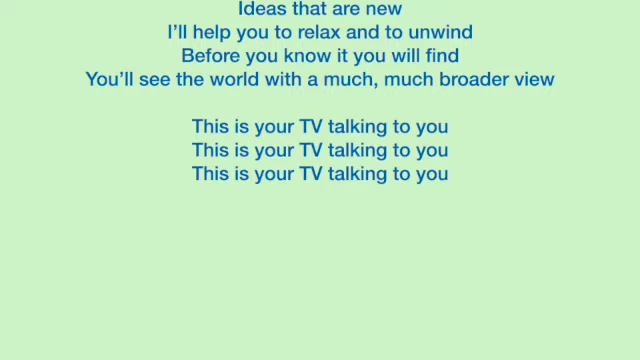 Ideas that are new
I’ll help you to relax and to unwind
Before you know it you will find
You’ll see the world with a much, much broader view
This is your TV talking to you
This is your TV talking to you
This is your TV talking to you